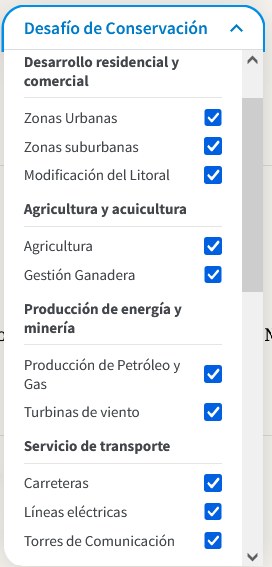 Desafío de Conservación
Desarrollo residencial y
comercial
Zonas Urbanas
Zonas suburbanas
Modificación del Litoral
Agricultura y acuicultura
Agricultura
Gestión Ganadera
Producción de energía y
minería
Producción de Petróleo y
Gas
Turbinas de viento
Servicio de transporte
Carreteras
Líneas eléctricas
Torres de Comunicación